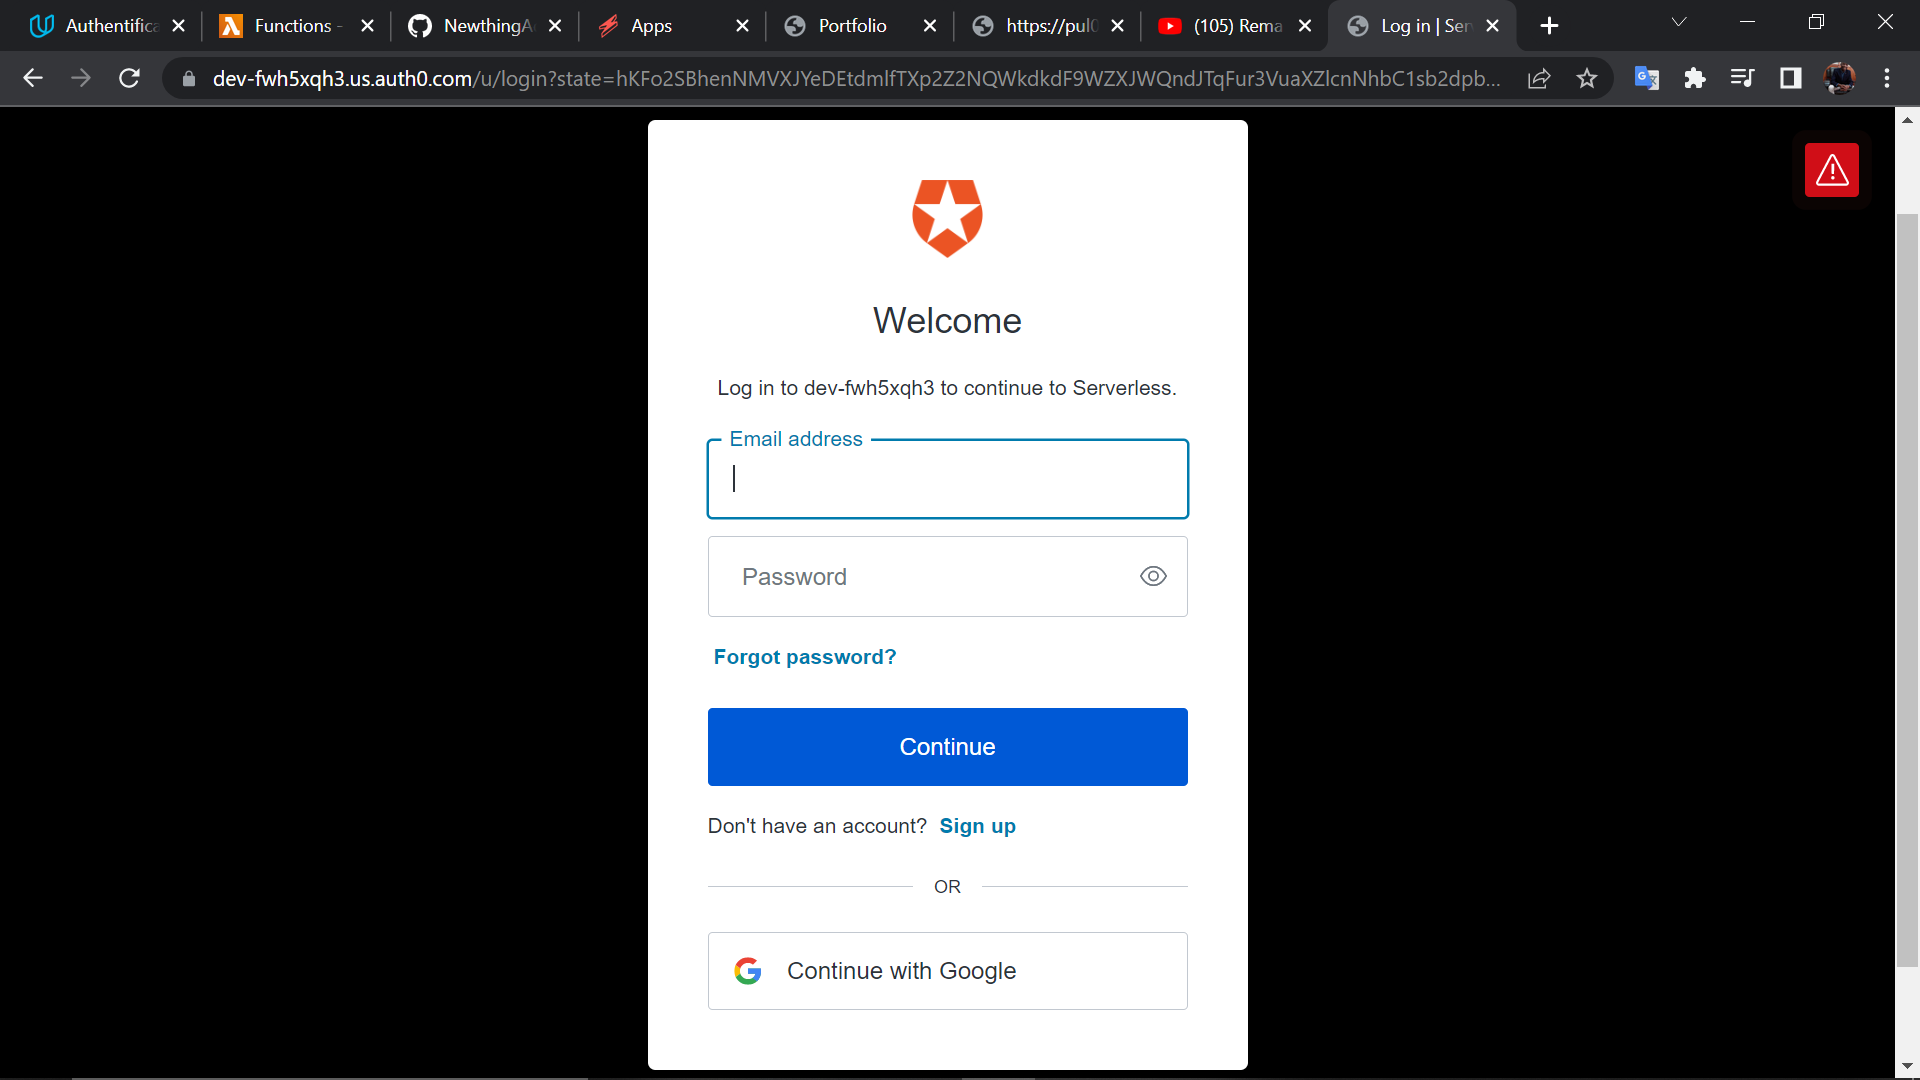 Authentifica
Functions -
NewthingA
Apps
Portfolio
https://pul0
(105) Rema
Log in | Ser
dev-fwh5xqh3.us.auth0.com/u/login?state=hKFo2SBhenNMVXJYeDEtdmlfTXp2Z2NQWkdkdF9WZXJWQndJTqFur3VuaXZlcnNhbC1sb2dpb...
Welcome
Log in to dev-fwh5xqh3 to continue to Serverless.
Email address
Password
Forgot password?
Continue
Don't have an account? Sign up
OR
Continue with Google